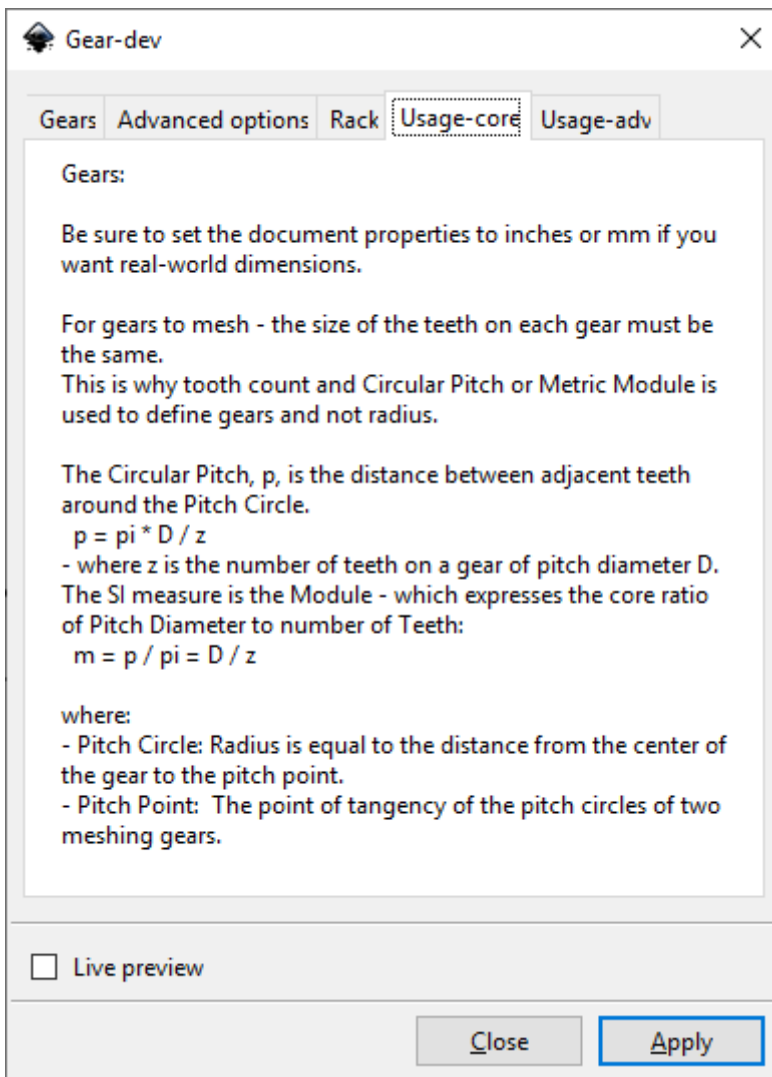 Gear-dev
Gears Advanced options Rack Usage-core Usage-adv
Gears:
Be sure to set the document properties to inches or mm if you
want real-world dimensions.
For gears to mesh - the size of the teeth on each gear must be
the same.
This is why tooth count and Circular Pitch or Metric Module is
used to define gears and not radius.
The Circular Pitch, p, is the distance between adjacent teeth
around the Pitch Circle.
p = pi * D / z
- where z is the number of teeth on a gear of pitch diameter D.
The SI measure is the Module - which expresses the core ratio
of Pitch Diameter to number of Teeth:
m = p / pi = D / z
where:
- Pitch Circle: Radius is equal to the distance from the center of
the gear to the pitch point.
- Pitch Point:  The point of tangency of the pitch circles of two
meshing gears.
Live preview
Close Apply